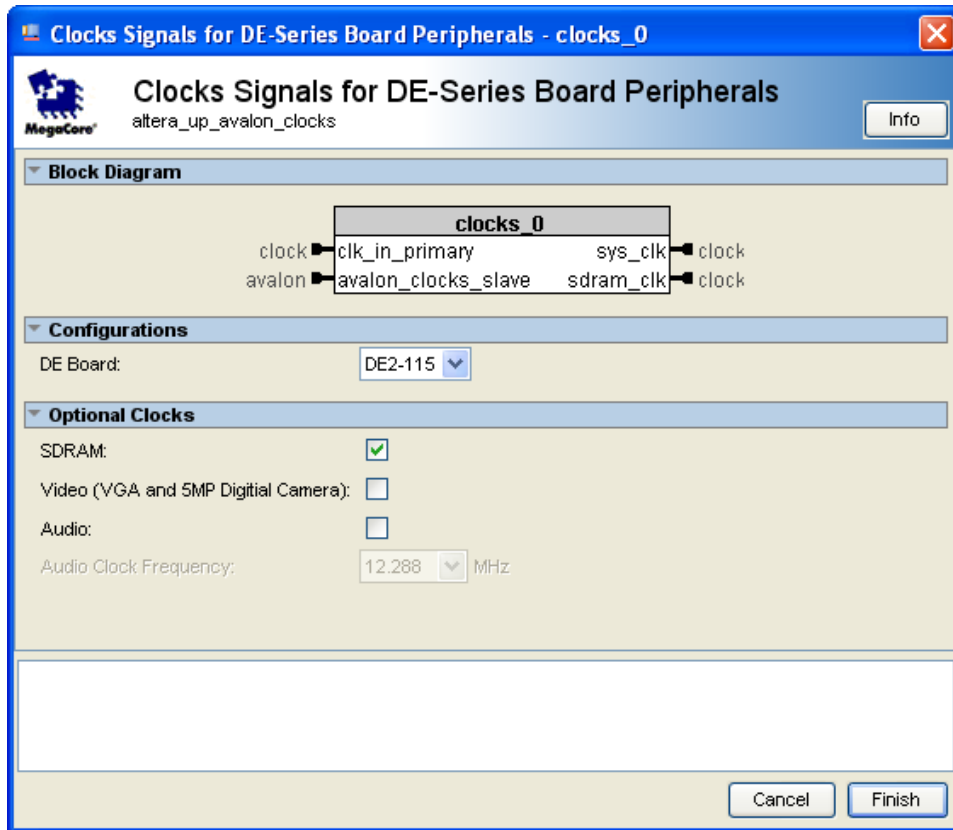 Clocks Signals for DE-Series Board Peripherals - clocks_0
Clocks Signals for DE-Series Board Peripherals
altera_up_avalon_clocks
MegaCore®
Info
Block Diagram
clocks_0
clock clk_in_primary sys_clk clock
avalon avalon_clocks_slave sdram_clk clock
Configurations
DE Board: DE2-115
Optional Clocks
SDRAM:
Video (VGA and 5MP Digitial Camera):
Audio:
Audio Clock Frequency: 12.288 MHz
Cancel Finish